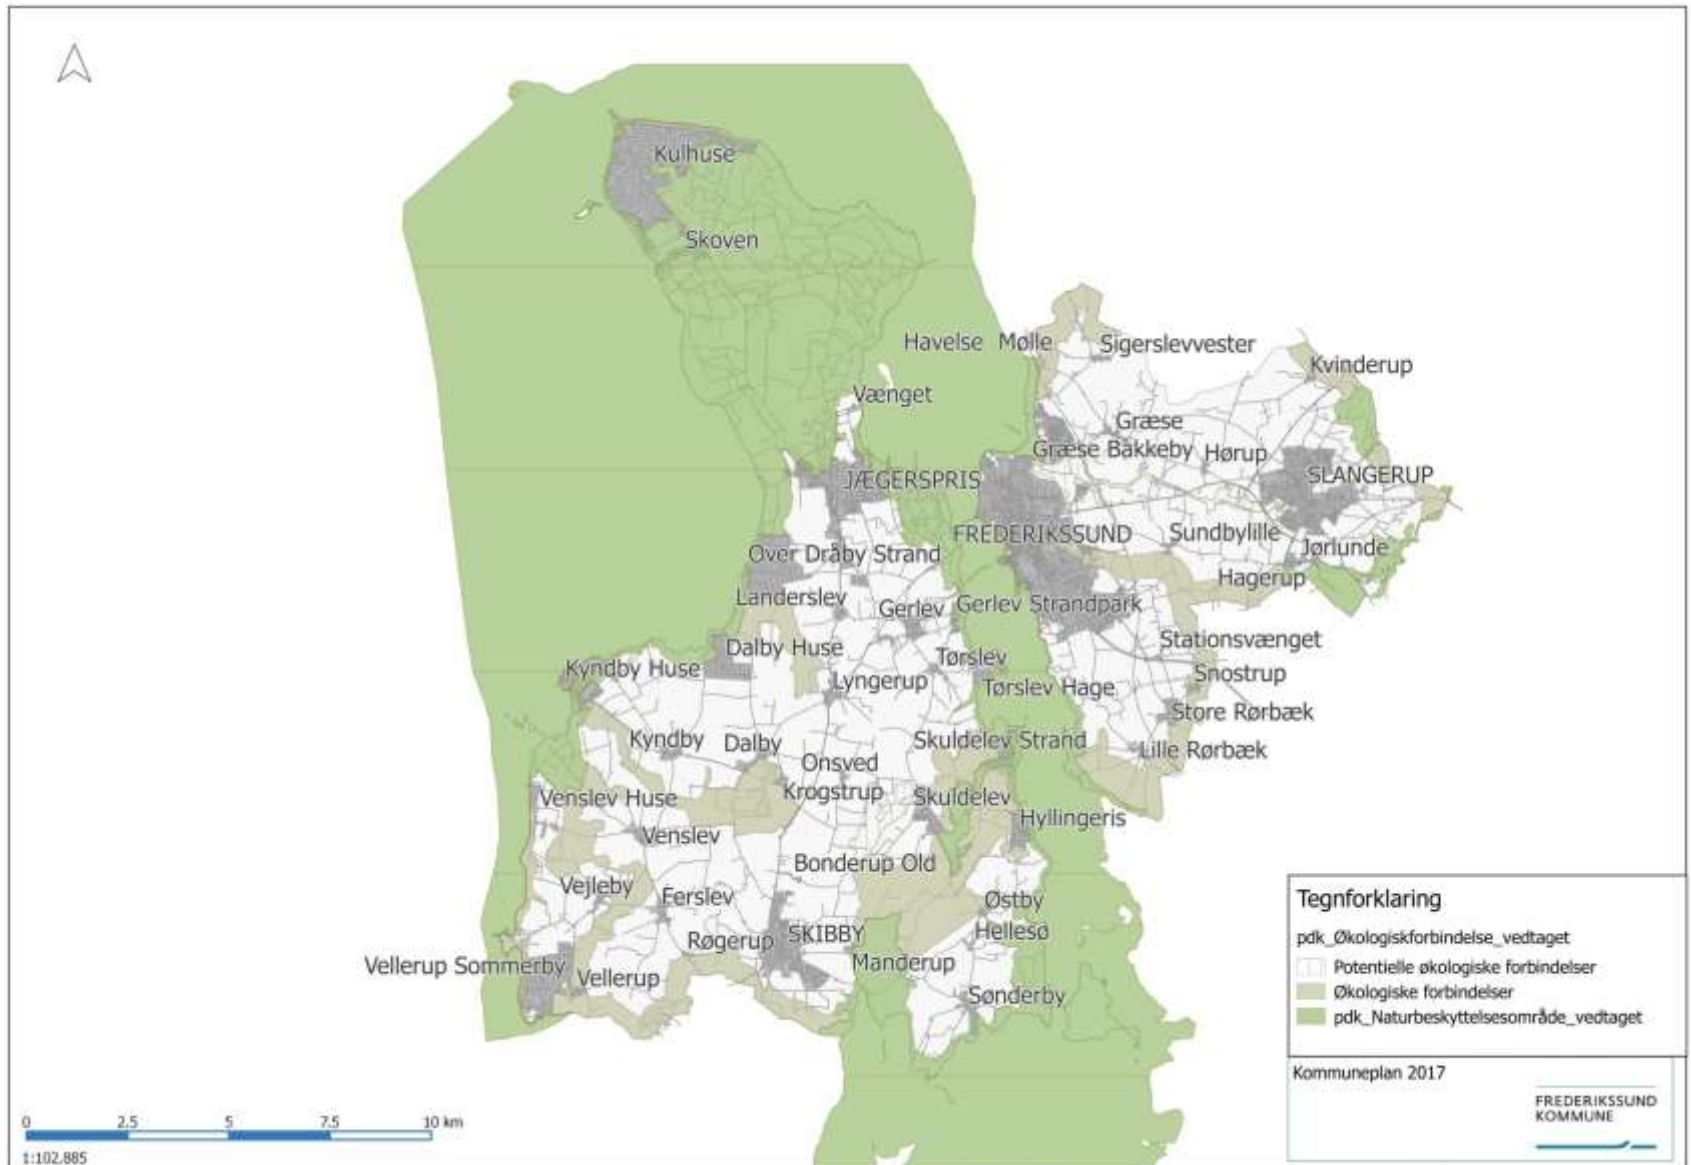 Kulhuse
Skoven
Havelse Mølle
Sigerslevvester
Kvinderup
Vænget
Græse
Græse Bakkeby
Hørup
JÆGERSPRIS
SLANGERUP
FREDERIKSSUND
Sundbylille
Over Dråby Strand
Jørlunde
Hagerup
Landerslev
Gerlev
Gerlev Strandpark
Stationsvænget
Dalby Huse
Kyndby Huse
Tørslev
Snostrup
Lyngerup
Tørslev Hage
Store Rørbæk
Kyndby
Dalby
Skuldelev Strand
Lille Rørbæk
Onsved
Krogstrup
Venslev Huse
Skuldelev
Hyllingeris
Venslev
Bonderup Old
Vejleby
Ferslev
Østby
Røgerup
SKIBBY
Hellesø
Vellerup Sommerby
Vellerup
Manderup
Sønderby
Tegnforklaring
pdk_Økologiskforbindelse_vedtaget
Potentielle økologiske forbindelser
Økologiske forbindelser
pdk_Naturbeskyttelsesområde_vedtaget
Kommuneplan 2017
FREDERIKSSUND
KOMMUNE
0 2.5 5 7.5 10 km
1:102.885